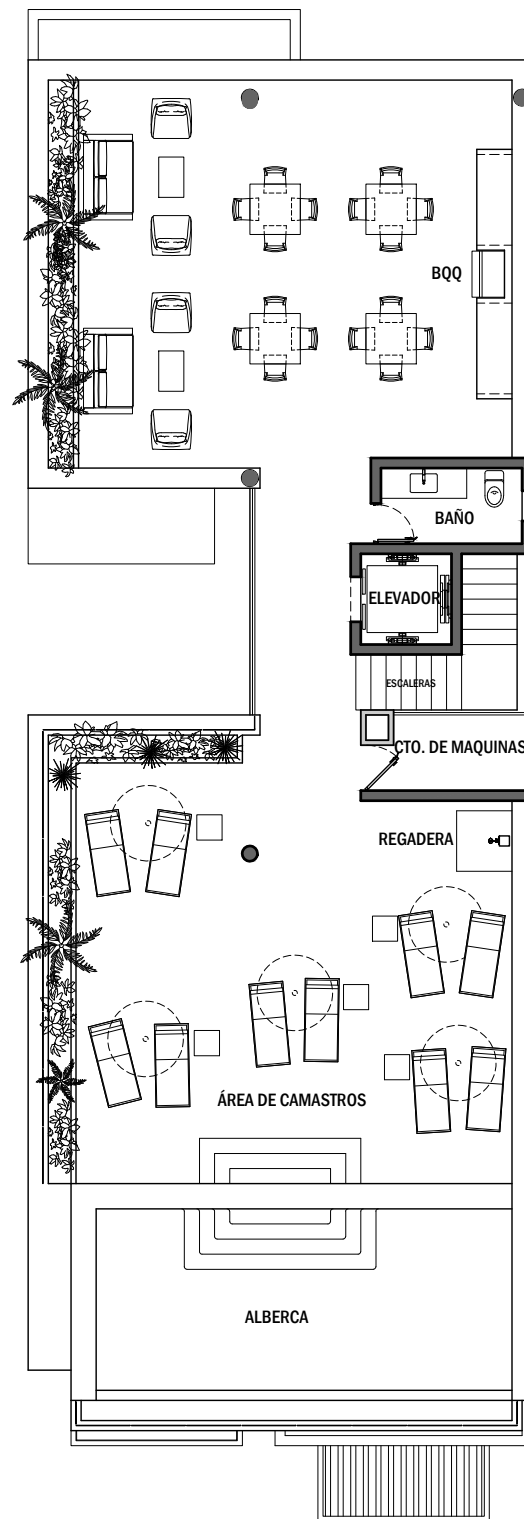 BQQ
BAÑO
ELEVADOR
ESCALERAS
CTO. DE MAQUINAS
REGADERA
ÁREA DE CAMASTROS
ALBERCA